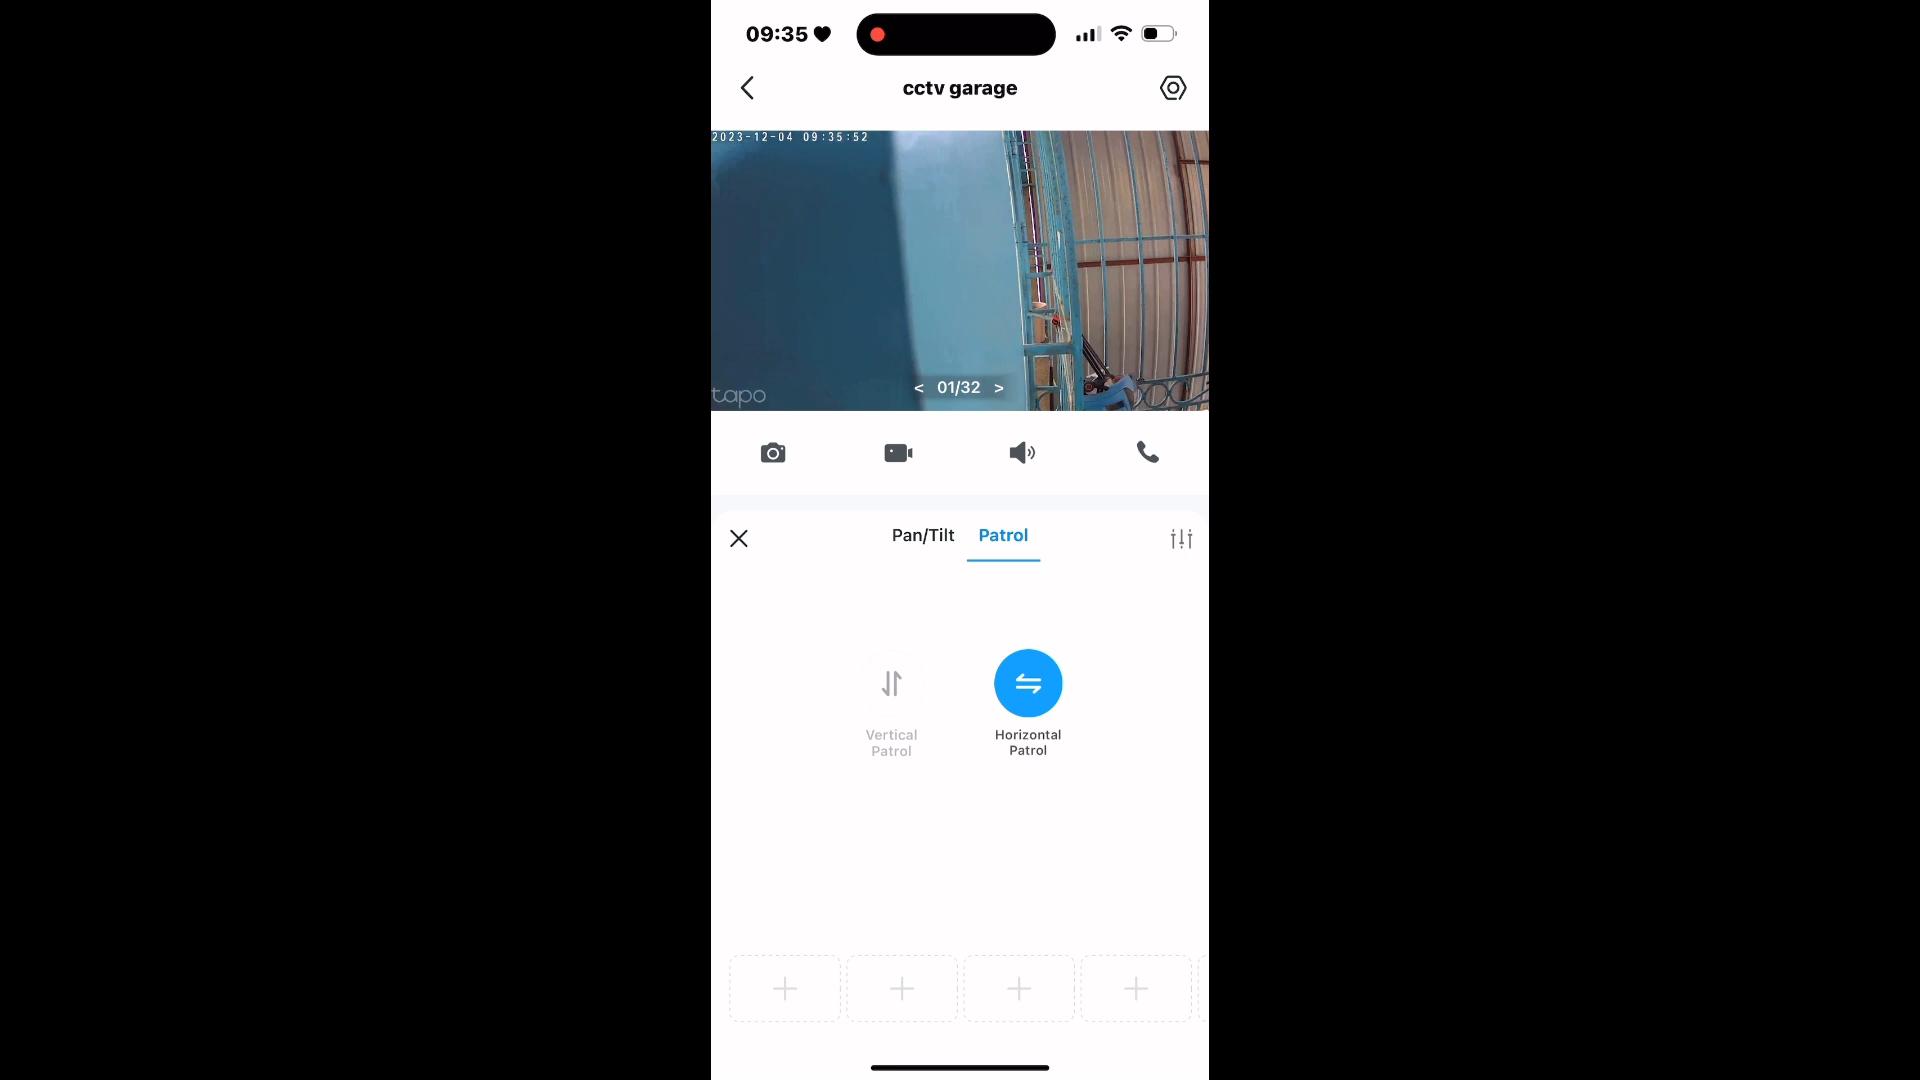 09:35
cctv garage
2023-12-04 09:35:52
< 01/32 >
tapo
Pan/Tilt
Patrol
Vertical
Patrol
Horizontal
Patrol